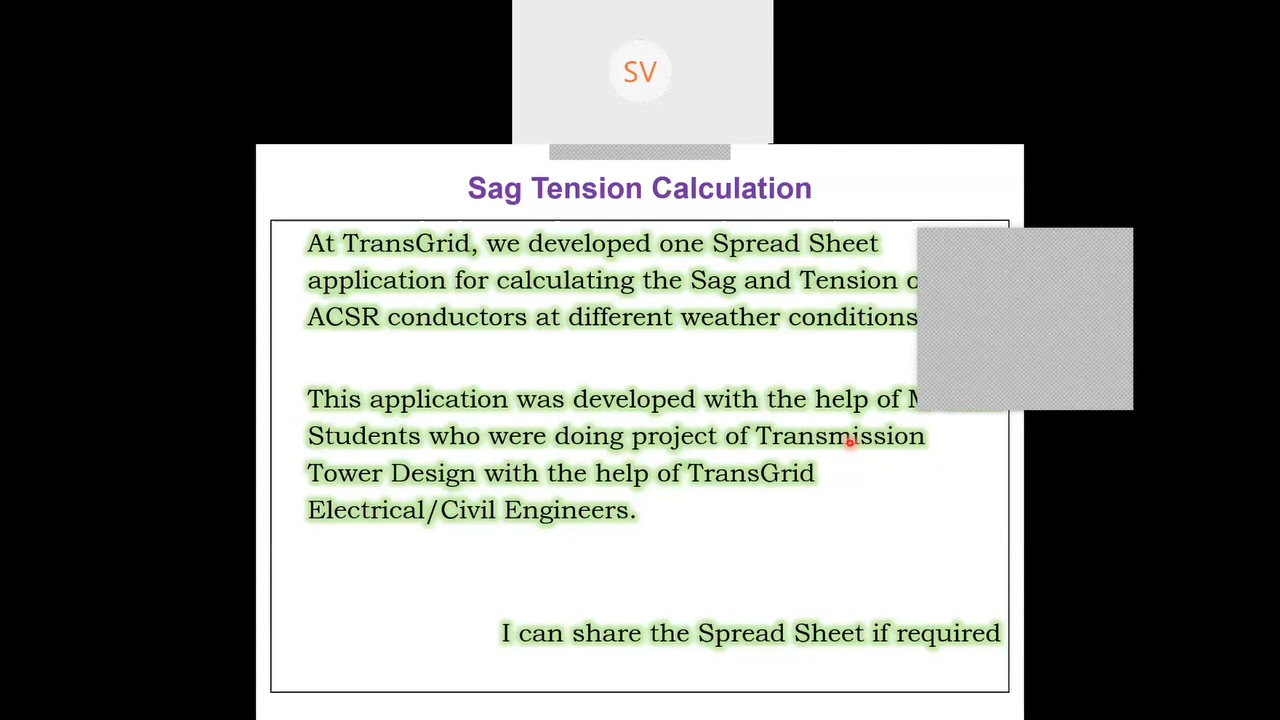 SV
Sag Tension Calculation
At TransGrid, we developed one Spread Sheet
application for calculating the Sag and Tension
ACSR conductors at different weather conditions
This application was developed with the help of
Students who were doing project of Transmission
Tower Design with the help of TransGrid
Electrical/Civil Engineers.
I can share the Spread Sheet if required